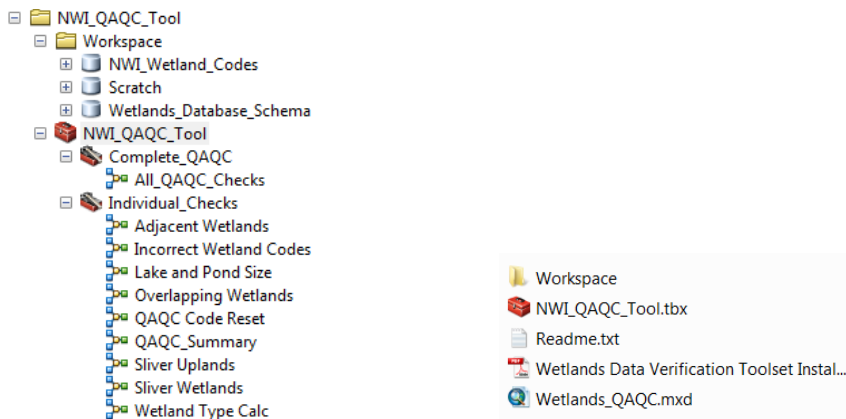 NWI_QAQC_Tool
Workspace
NWI_Wetland_Codes
Scratch
Wetlands_Database_Schema
NWI_QAQC_Tool
Complete_QAQC
All_QAQC_Checks
Individual_Checks
Adjacent Wetlands
Incorrect Wetland Codes
Lake and Pond Size
Overlapping Wetlands
QAQC Code Reset
QAQC_Summary
Sliver Uplands
Sliver Wetlands
Wetland Type Calc
Workspace
NWI_QAQC_Tool.tbx
Readme.txt
Wetlands Data Verification Toolset Instal...
Wetlands_QAQC.mxd